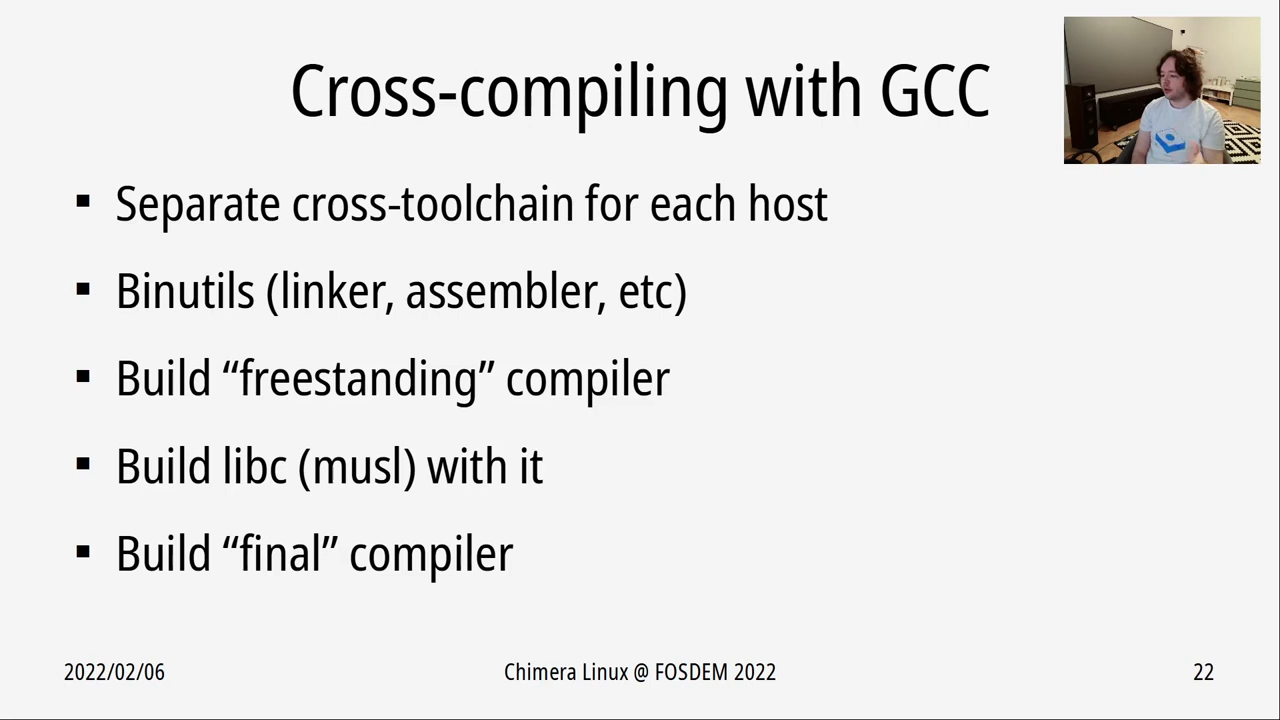 Cross-compiling with GCC
▪ Separate cross-toolchain for each host
▪ Binutils (linker, assembler, etc)
▪ Build “freestanding” compiler
▪ Build libc (musl) with it
▪ Build “final” compiler
2022/02/06
Chimera Linux @ FOSDEM 2022
22